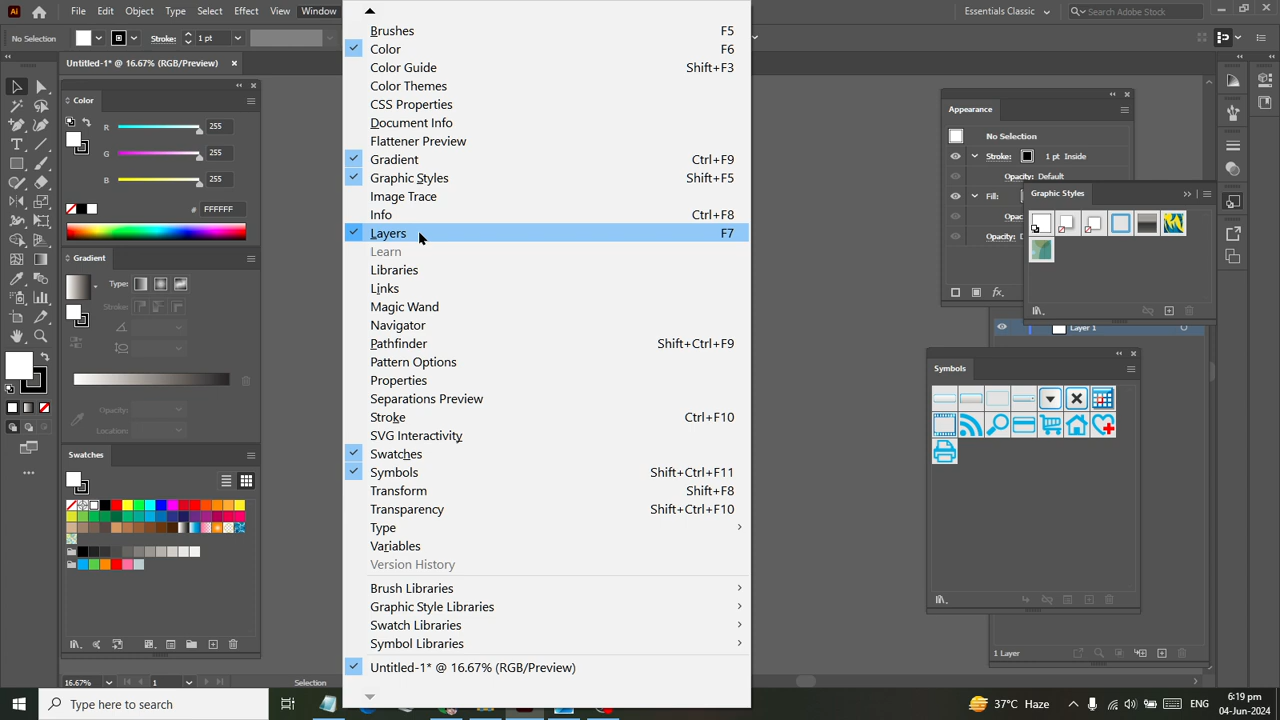 Ai File Edit Object Type Select Effect View Window
Essentials Classic
Search Adobe Stock
No Selection Stroke: 1 pt
Untitled-1* @ 16.67% (RGB/Preview)
Color
R 255
G 255
B 255
# FFFFFF
Gradient
Type:
Opacity:
Location:
Swatches
16.67% 1 Selection
Brushes F5
Color F6
Color Guide Shift+F3
Color Themes
CSS Properties
Document Info
Flattener Preview
Gradient Ctrl+F9
Graphic Styles Shift+F5
Image Trace
Info Ctrl+F8
Layers F7
Learn
Libraries
Links
Magic Wand
Navigator
Pathfinder Shift+Ctrl+F9
Pattern Options
Properties
Separations Preview
Stroke Ctrl+F10
SVG Interactivity
Swatches
Symbols Shift+Ctrl+F11
Transform Shift+F8
Transparency Shift+Ctrl+F10
Type
Variables
Version History
Brush Libraries
Graphic Style Libraries
Swatch Libraries
Symbol Libraries
Untitled-1* @ 16.67% (RGB/Preview)
Appearance
No Selection
Stroke: 1 pt Inside
Opacity: Default
Fill:
Graphic Styles
Layer 1
Symbols
1 Layer
Type here to search
37°C
ENG
6:19 pm
04-Jun-2024